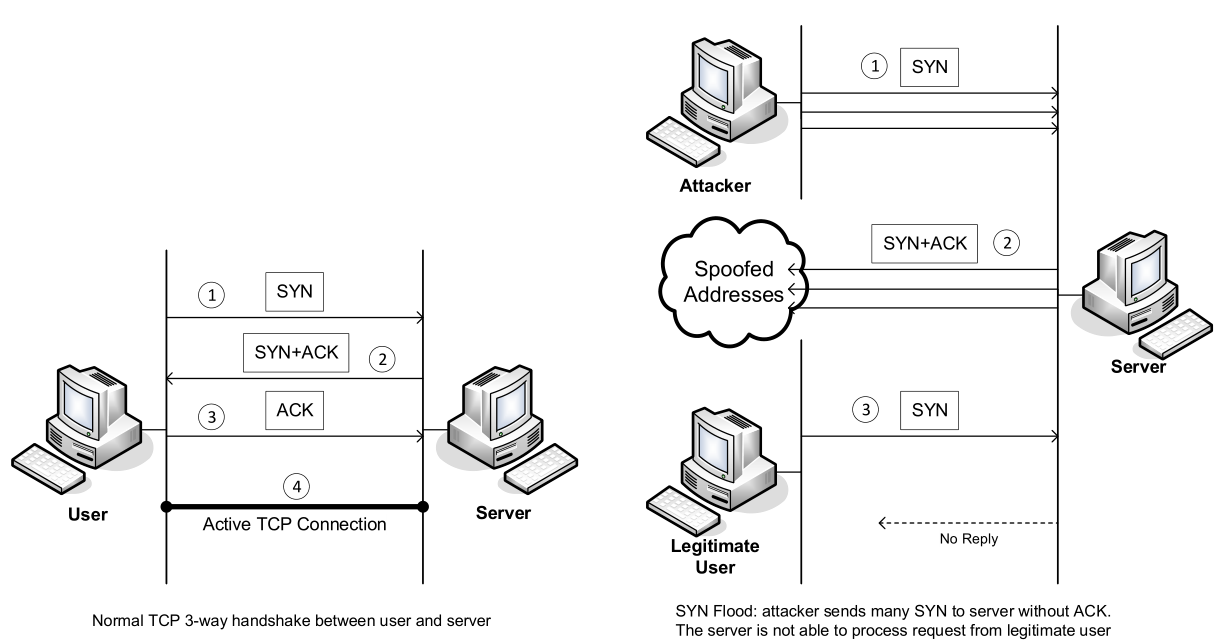 1 SYN
SYN+ACK 2
3 ACK
4
Active TCP Connection
User
Server
Normal TCP 3-way handshake between user and server
1 SYN
Attacker
SYN+ACK 2
Spoofed
Addresses
Server
3 SYN
Legitimate
User
No Reply
SYN Flood: attacker sends many SYN to server without ACK.
The server is not able to process request from legitimate user